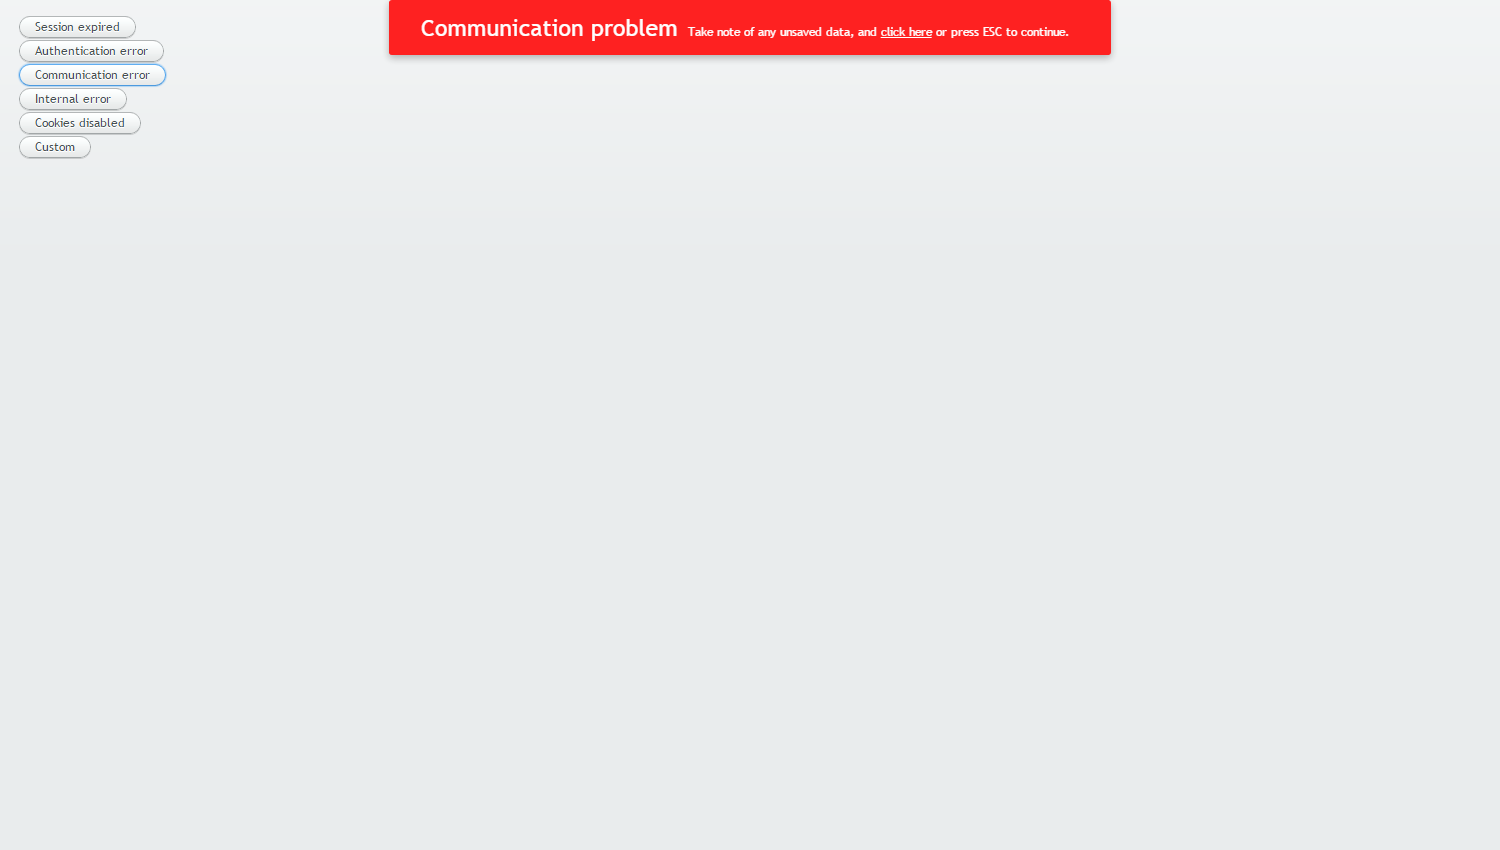 Session expired
Authentication error
Communication error
Internal error
Cookies disabled
Custom
Communication problem Take note of any unsaved data, and click here or press ESC to continue.